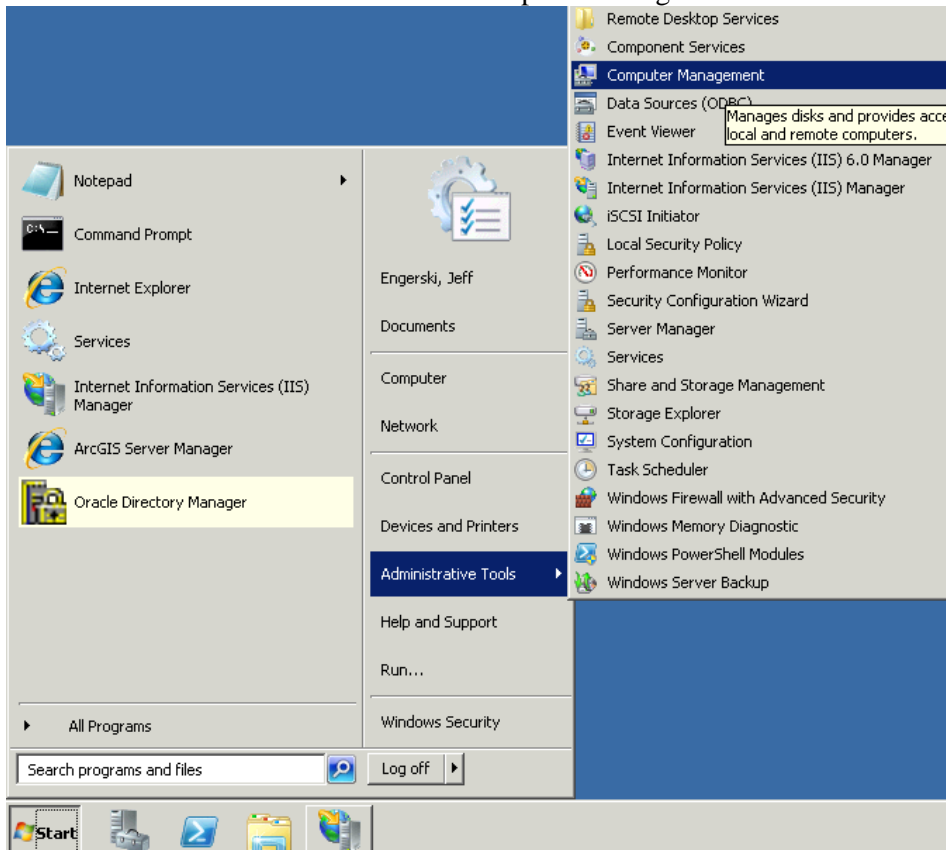 Notepad
Command Prompt
Internet Explorer
Services
Internet Information Services (IIS)
Manager
ArcGIS Server Manager
Oracle Directory Manager
All Programs
Search programs and files
Engerski, Jeff
Documents
Computer
Network
Control Panel
Devices and Printers
Administrative Tools
Help and Support
Run...
Windows Security
Log off
Remote Desktop Services
Component Services
Computer Management
Data Sources (ODBC)
Manages disks and provides acce
local and remote computers.
Event Viewer
Internet Information Services (IIS) 6.0 Manager
Internet Information Services (IIS) Manager
iSCSI Initiator
Local Security Policy
Performance Monitor
Security Configuration Wizard
Server Manager
Services
Share and Storage Management
Storage Explorer
System Configuration
Task Scheduler
Windows Firewall with Advanced Security
Windows Memory Diagnostic
Windows PowerShell Modules
Windows Server Backup
Start